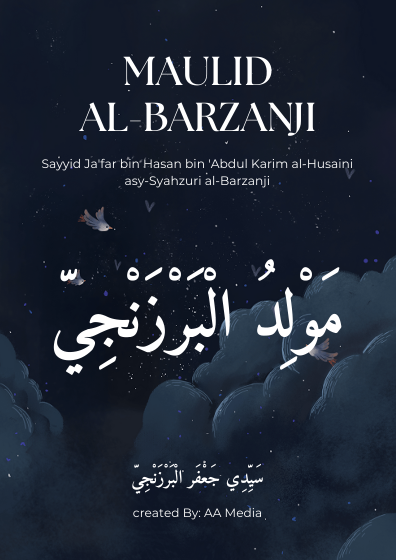 MAULID
AL-BARZANJI
Sayyid Ja'far bin Hasan bin 'Abdul Karim al-Husaini
asy-Syahzuri al-Barzanji
مَوْلِدُ الْبَرْزَنْجِيّ
سَيِّدِي جَعْفَر الْبَرْزَنْجِيّ
created By: AA Media